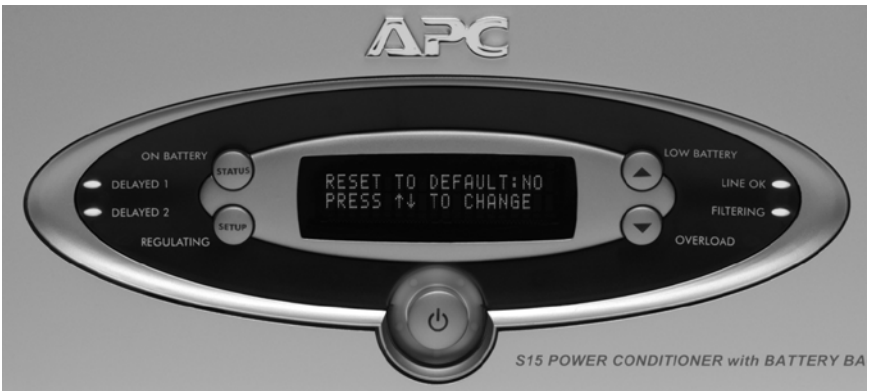 APC
ON BATTERY
DELAYED 1
DELAYED 2
REGULATING
STATUS
SETUP
RESET TO DEFAULT:NO
PRESS ↑↓ TO CHANGE
LOW BATTERY
LINE OK
FILTERING
OVERLOAD
S15 POWER CONDITIONER with BATTERY BA